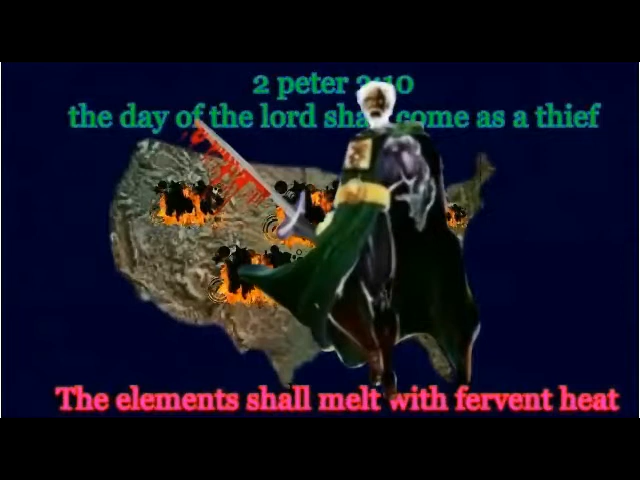 2 peter 3:10
the day of the lord shall come as a thief
The elements shall melt with fervent heat